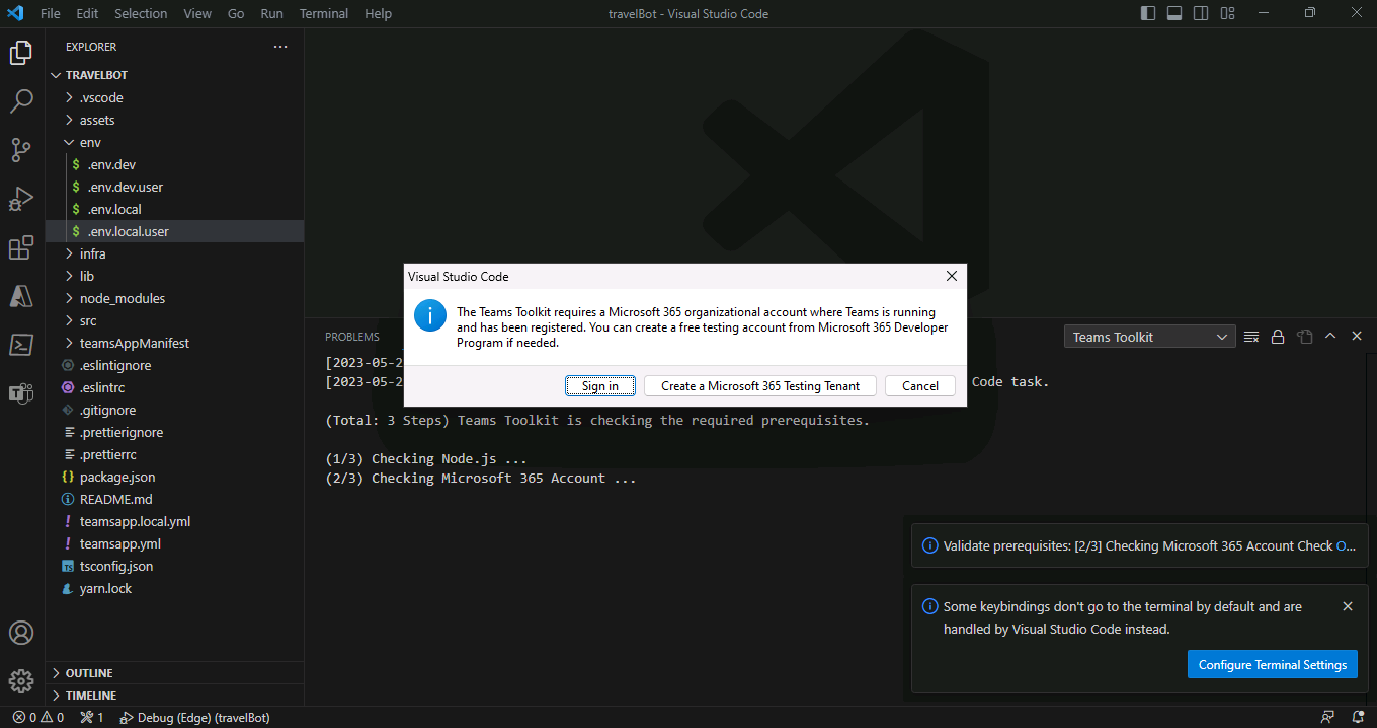 File Edit Selection View Go Run Terminal Help
travelBot - Visual Studio Code
EXPLORER
TRAVELBOT
.vscode
assets
env
.env.dev
.env.dev.user
.env.local
.env.local.user
infra
lib
node_modules
src
teamsAppManifest
.eslintignore
.eslintrc
.gitignore
.prettierignore
.prettierrc
package.json
README.md
teamsapp.local.yml
teamsapp.yml
tsconfig.json
yarn.lock
OUTLINE
TIMELINE
Visual Studio Code
The Teams Toolkit requires a Microsoft 365 organizational account where Teams is running
and has been registered. You can create a free testing account from Microsoft 365 Developer
Program if needed.
Sign in
Create a Microsoft 365 Testing Tenant
Cancel
PROBLEMS
Teams Toolkit
[2023-05-2
[2023-05-2 Code task.
(Total: 3 Steps) Teams Toolkit is checking the required prerequisites.
(1/3) Checking Node.js ...
(2/3) Checking Microsoft 365 Account ...
Validate prerequisites: [2/3] Checking Microsoft 365 Account Check O...
Some keybindings don't go to the terminal by default and are
handled by Visual Studio Code instead.
Configure Terminal Settings
0 0 1 Debug (Edge) (travelBot)